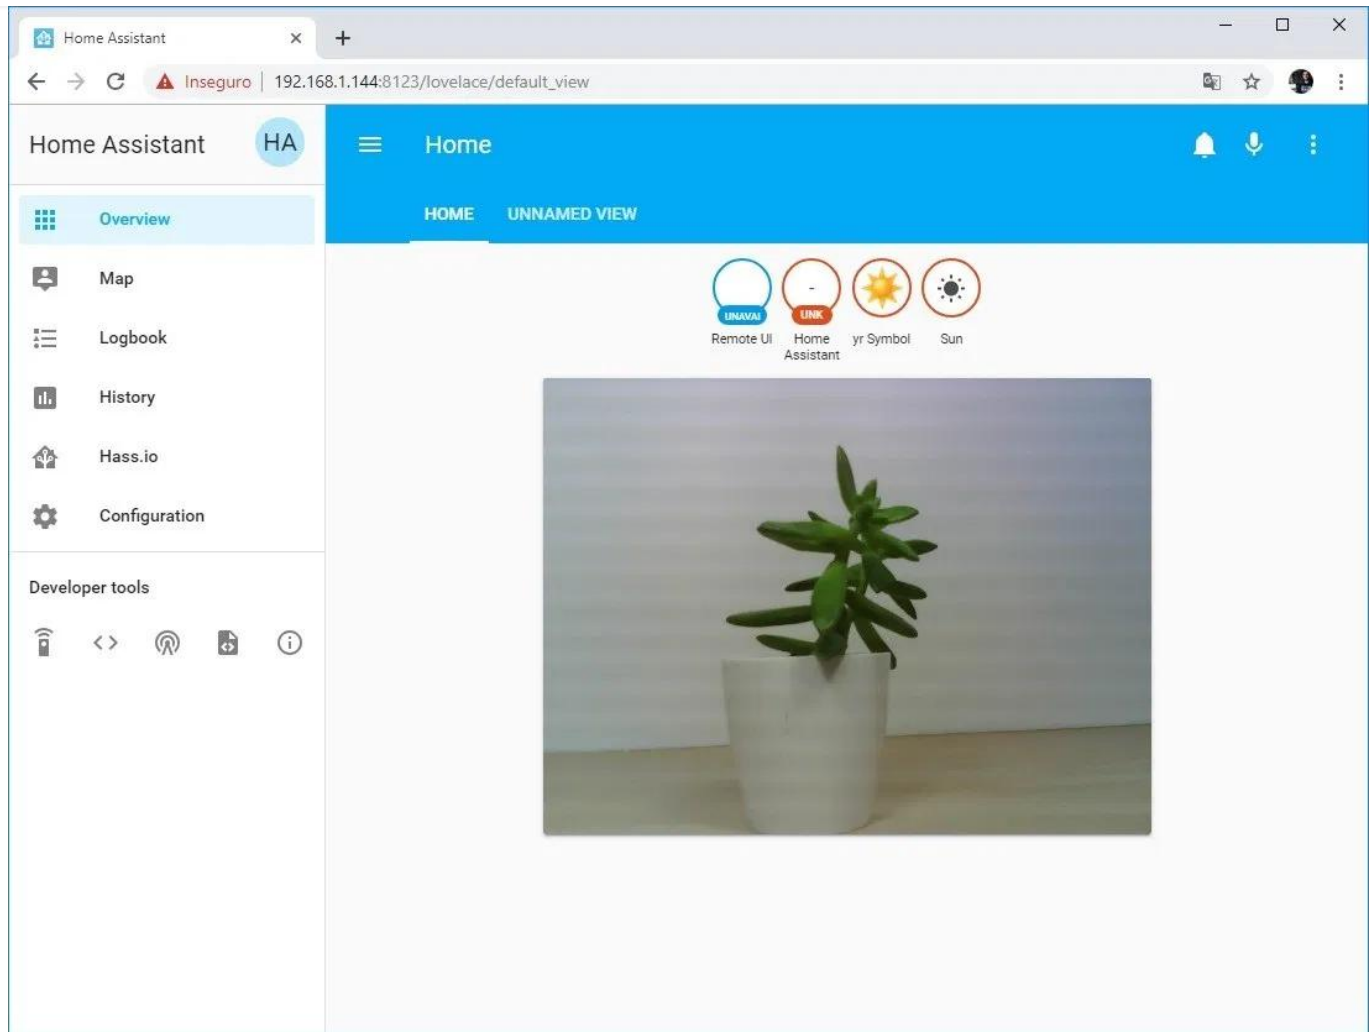 Home Assistant
Inseguro | 192.168.1.144:8123/lovelace/default_view
Home Assistant HA
Home
Overview
HOME UNNAMED VIEW
Map
Logbook
History
Hass.io
Configuration
Developer tools
UNAVAI
Remote UI
-
UNK
Home
Assistant
yr Symbol
Sun